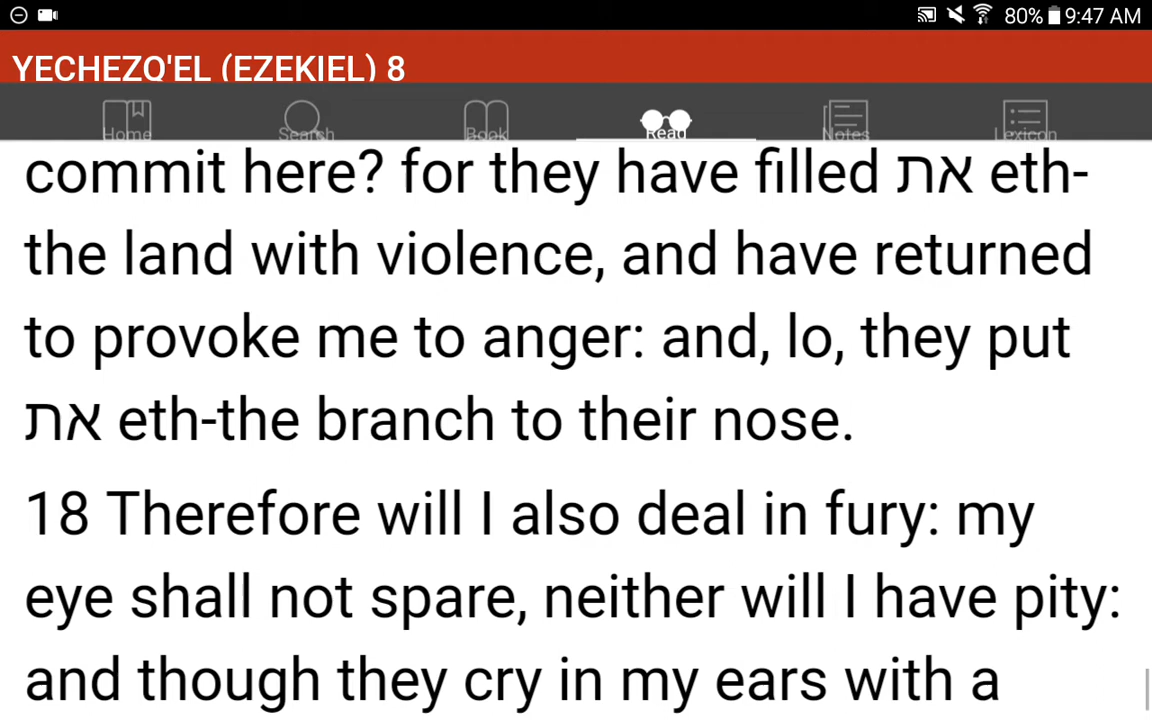 80% 9:47 AM
YECHEZQ'EL (EZEKIEL) 8
Home Search Book Read Notes Lexicon
commit here? for they have filled את eth-
the land with violence, and have returned
to provoke me to anger: and, lo, they put
את eth-the branch to their nose.
18 Therefore will I also deal in fury: my
eye shall not spare, neither will I have pity:
and though they cry in my ears with a